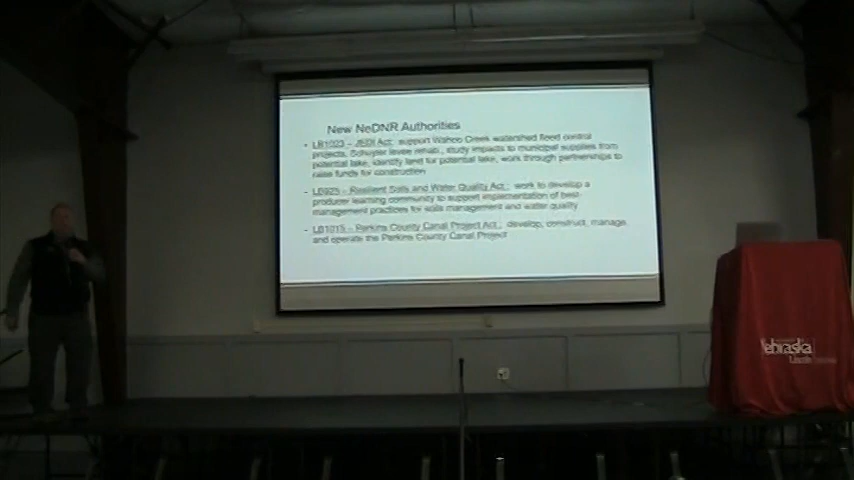 New NeDNR Authorities
- LB1023 – JEDI Act: support Wahoo Creek watershed flood control
projects, Schuyler levee rehab, study impacts to municipal supplies from
potential lake, identify land for potential lake, work through partnerships to
raise funds for construction
- LB925 – Resilient Soils and Water Quality Act: work to develop a
producer learning community to support implementation of best
management practices for soils management and water quality
- LB1015 – Perkins County Canal Project Act: develop, construct, manage
and operate the Perkins County Canal Project
Nebraska
Lincoln